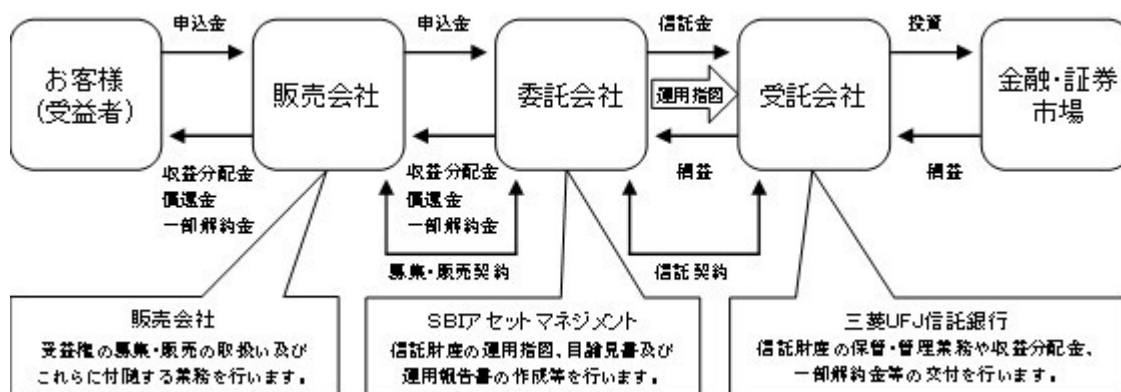 申込金
申込金
信託金
投資
お客様
(受益者)
販売会社
委託会社
運用指図
受託会社
金融・証券
市場
収益分配金
償還金
一部解約金
収益分配金
償還金
一部解約金
損益
損益
募集・販売契約
信託契約
販売会社
受益権の募集・販売の取扱い及び
これらに付随する業務を行います。
SBIアセットマネジメント
信託財産の運用指図、目論見書及び
運用報告書の作成等を行います。
三菱UFJ信託銀行
信託財産の保管・管理業務や収益分配金、
一部解約金等の交付を行います。